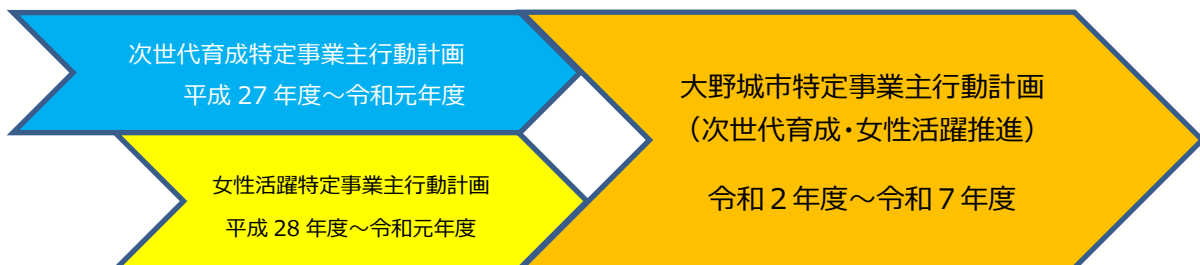 次世代育成特定事業主行動計画
平成 27 年度～令和元年度
女性活躍特定事業主行動計画
平成 28 年度～令和元年度
大野城市特定事業主行動計画
（次世代育成・女性活躍推進）
令和２年度～令和７年度